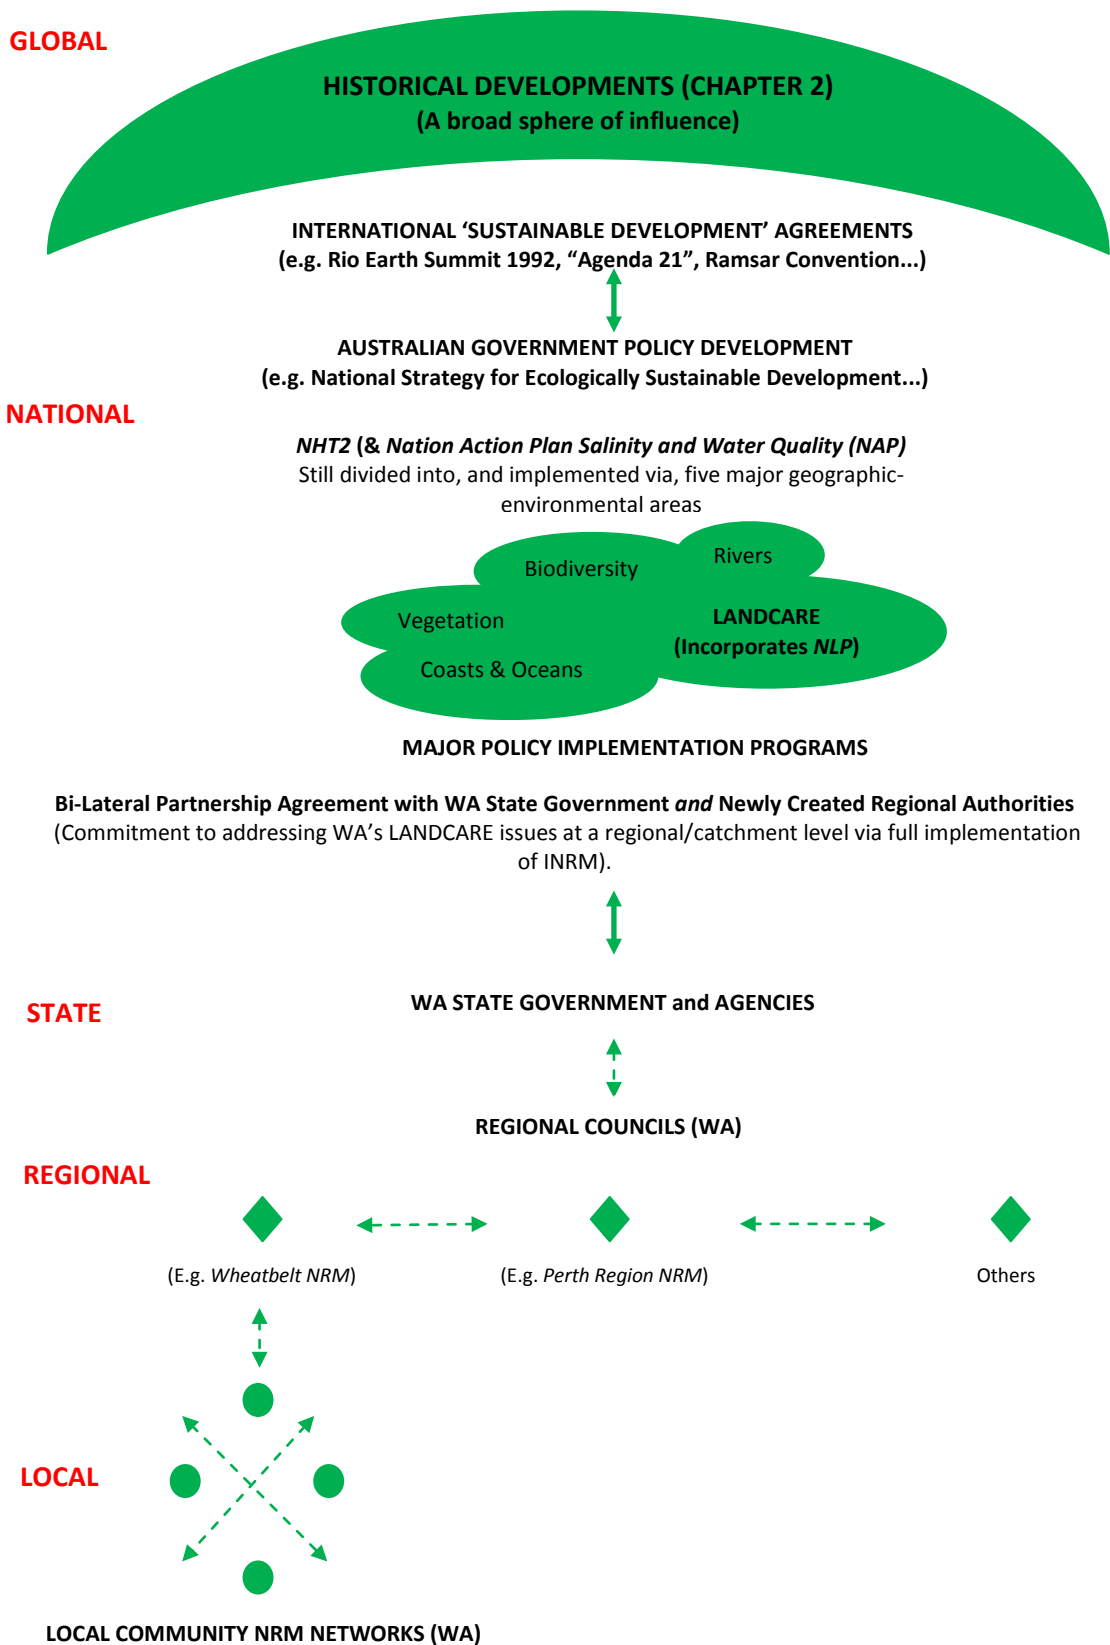 GLOBAL
HISTORICAL DEVELOPMENTS (CHAPTER 2)
(A broad sphere of influence)
INTERNATIONAL ‘SUSTAINABLE DEVELOPMENT’ AGREEMENTS
(e.g. Rio Earth Summit 1992, “Agenda 21”, Ramsar Convention...)
AUSTRALIAN GOVERNMENT POLICY DEVELOPMENT
(e.g. National Strategy for Ecologically Sustainable Development...)
NATIONAL
NHT2 (& Nation Action Plan Salinity and Water Quality (NAP)
Still divided into, and implemented via, five major geographic-
environmental areas
Rivers
Biodiversity
Vegetation
LANDCARE
(Incorporates NLP)
Coasts & Oceans
MAJOR POLICY IMPLEMENTATION PROGRAMS
Bi-Lateral Partnership Agreement with WA State Government and Newly Created Regional Authorities
(Commitment to addressing WA’s LANDCARE issues at a regional/catchment level via full implementation
of INRM).
STATE
WA STATE GOVERNMENT and AGENCIES
REGIONAL COUNCILS (WA)
REGIONAL
(E.g. Wheatbelt NRM)
(E.g. Perth Region NRM)
Others
LOCAL
LOCAL COMMUNITY NRM NETWORKS (WA)